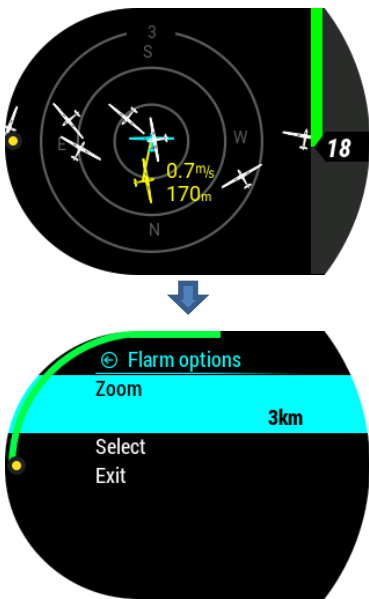 3
S
E
W
0.7m/s
170m
18
N
Flarm options
Zoom
3km
Select
Exit